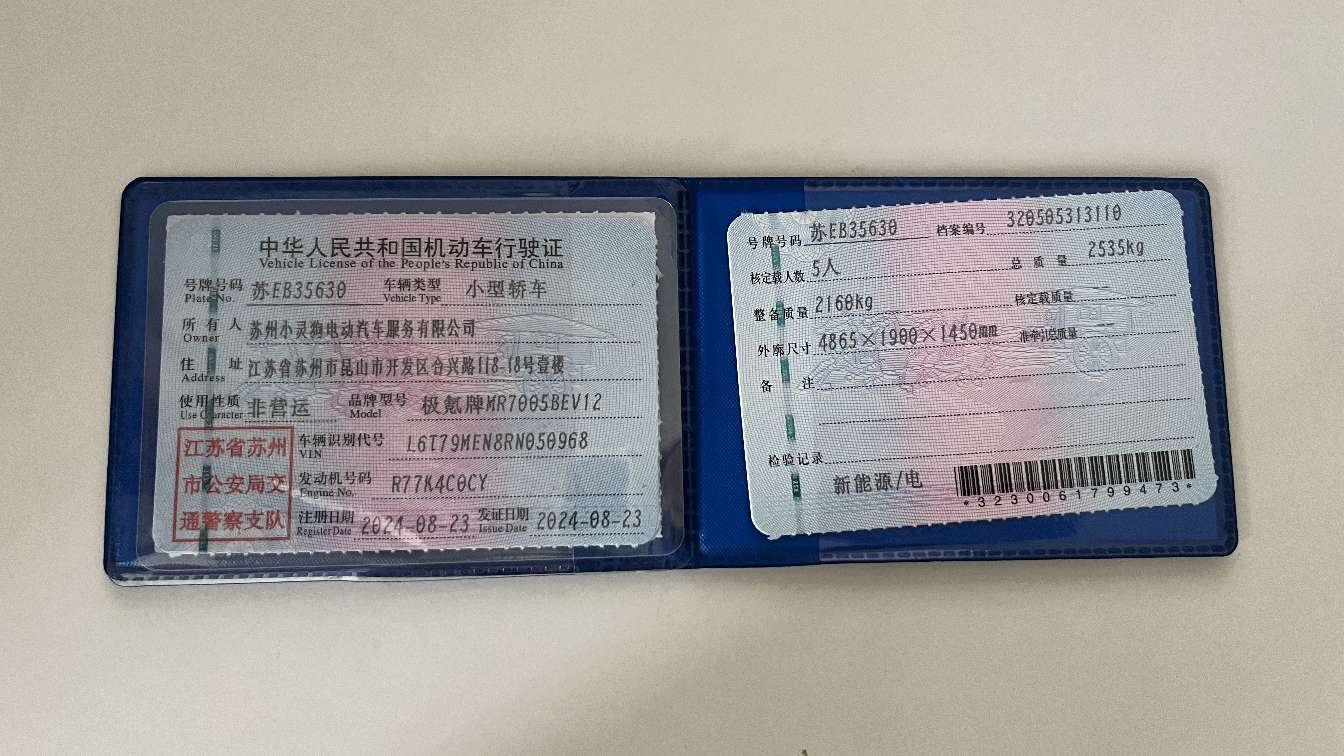 中华人民共和国机动车行驶证
Vehicle License of the People's Republic of China
号牌号码 苏EB35630 车辆类型 小型轿车
Plate No. Vehicle Type
所有人 苏州小灵狗电动汽车服务有限公司
Owner
住址 江苏省苏州市昆山市开发区合兴路118-18号壹楼
Address
使用性质 非营运 品牌型号 极氪牌MR7005BEV12
Use Character Model
江苏省苏州
市公安局交
通警察支队
车辆识别代号 L6T79MEN8RN050968
VIN
发动机号码 R77K4C0CY
Engine No.
注册日期 2024-08-23 发证日期 2024-08-23
Register Date Issue Date
号牌号码 苏EB35630 档案编号 320505313110
核定载人数 5人 总质量 2535kg
整备质量 2160kg 核定载质量
外廓尺寸 4865×1900×1450毫米 准牵引总质量
备注
检验记录
新能源/电
*3230061799473*